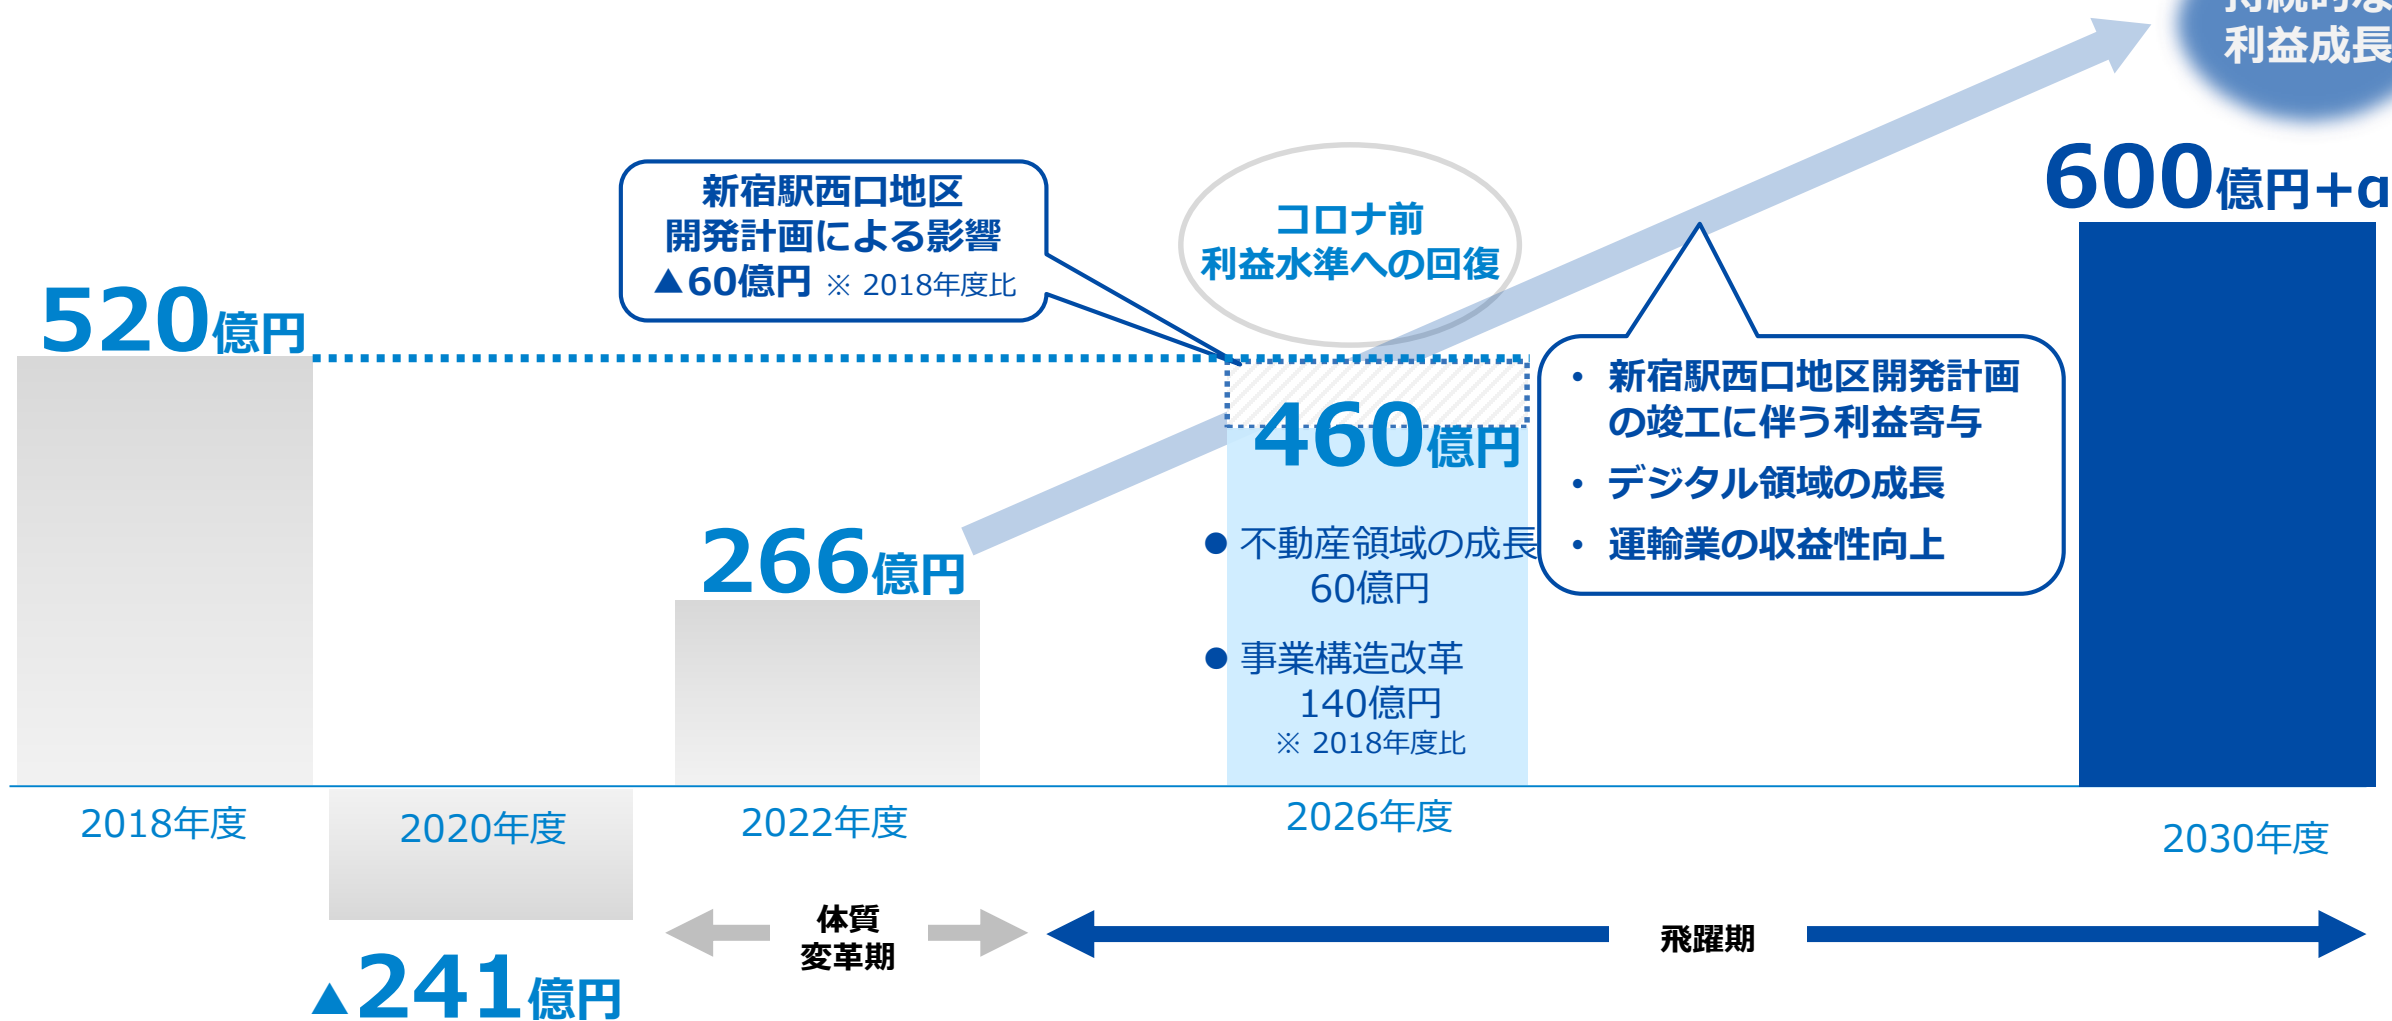 利益成長
600億円+α
新宿駅西口地区
開発計画による影響
▲60億円 ※ 2018年度比
コロナ前
利益水準への回復
520億円
460億円
266億円
• 新宿駅西口地区開発計画
の竣工に伴う利益寄与
• デジタル領域の成長
• 運輸業の収益性向上
● 不動産領域の成長
60億円
● 事業構造改革
140億円
※ 2018年度比
2018年度
2020年度
2022年度
2026年度
2030年度
▲241億円
体質
変革期
飛躍期